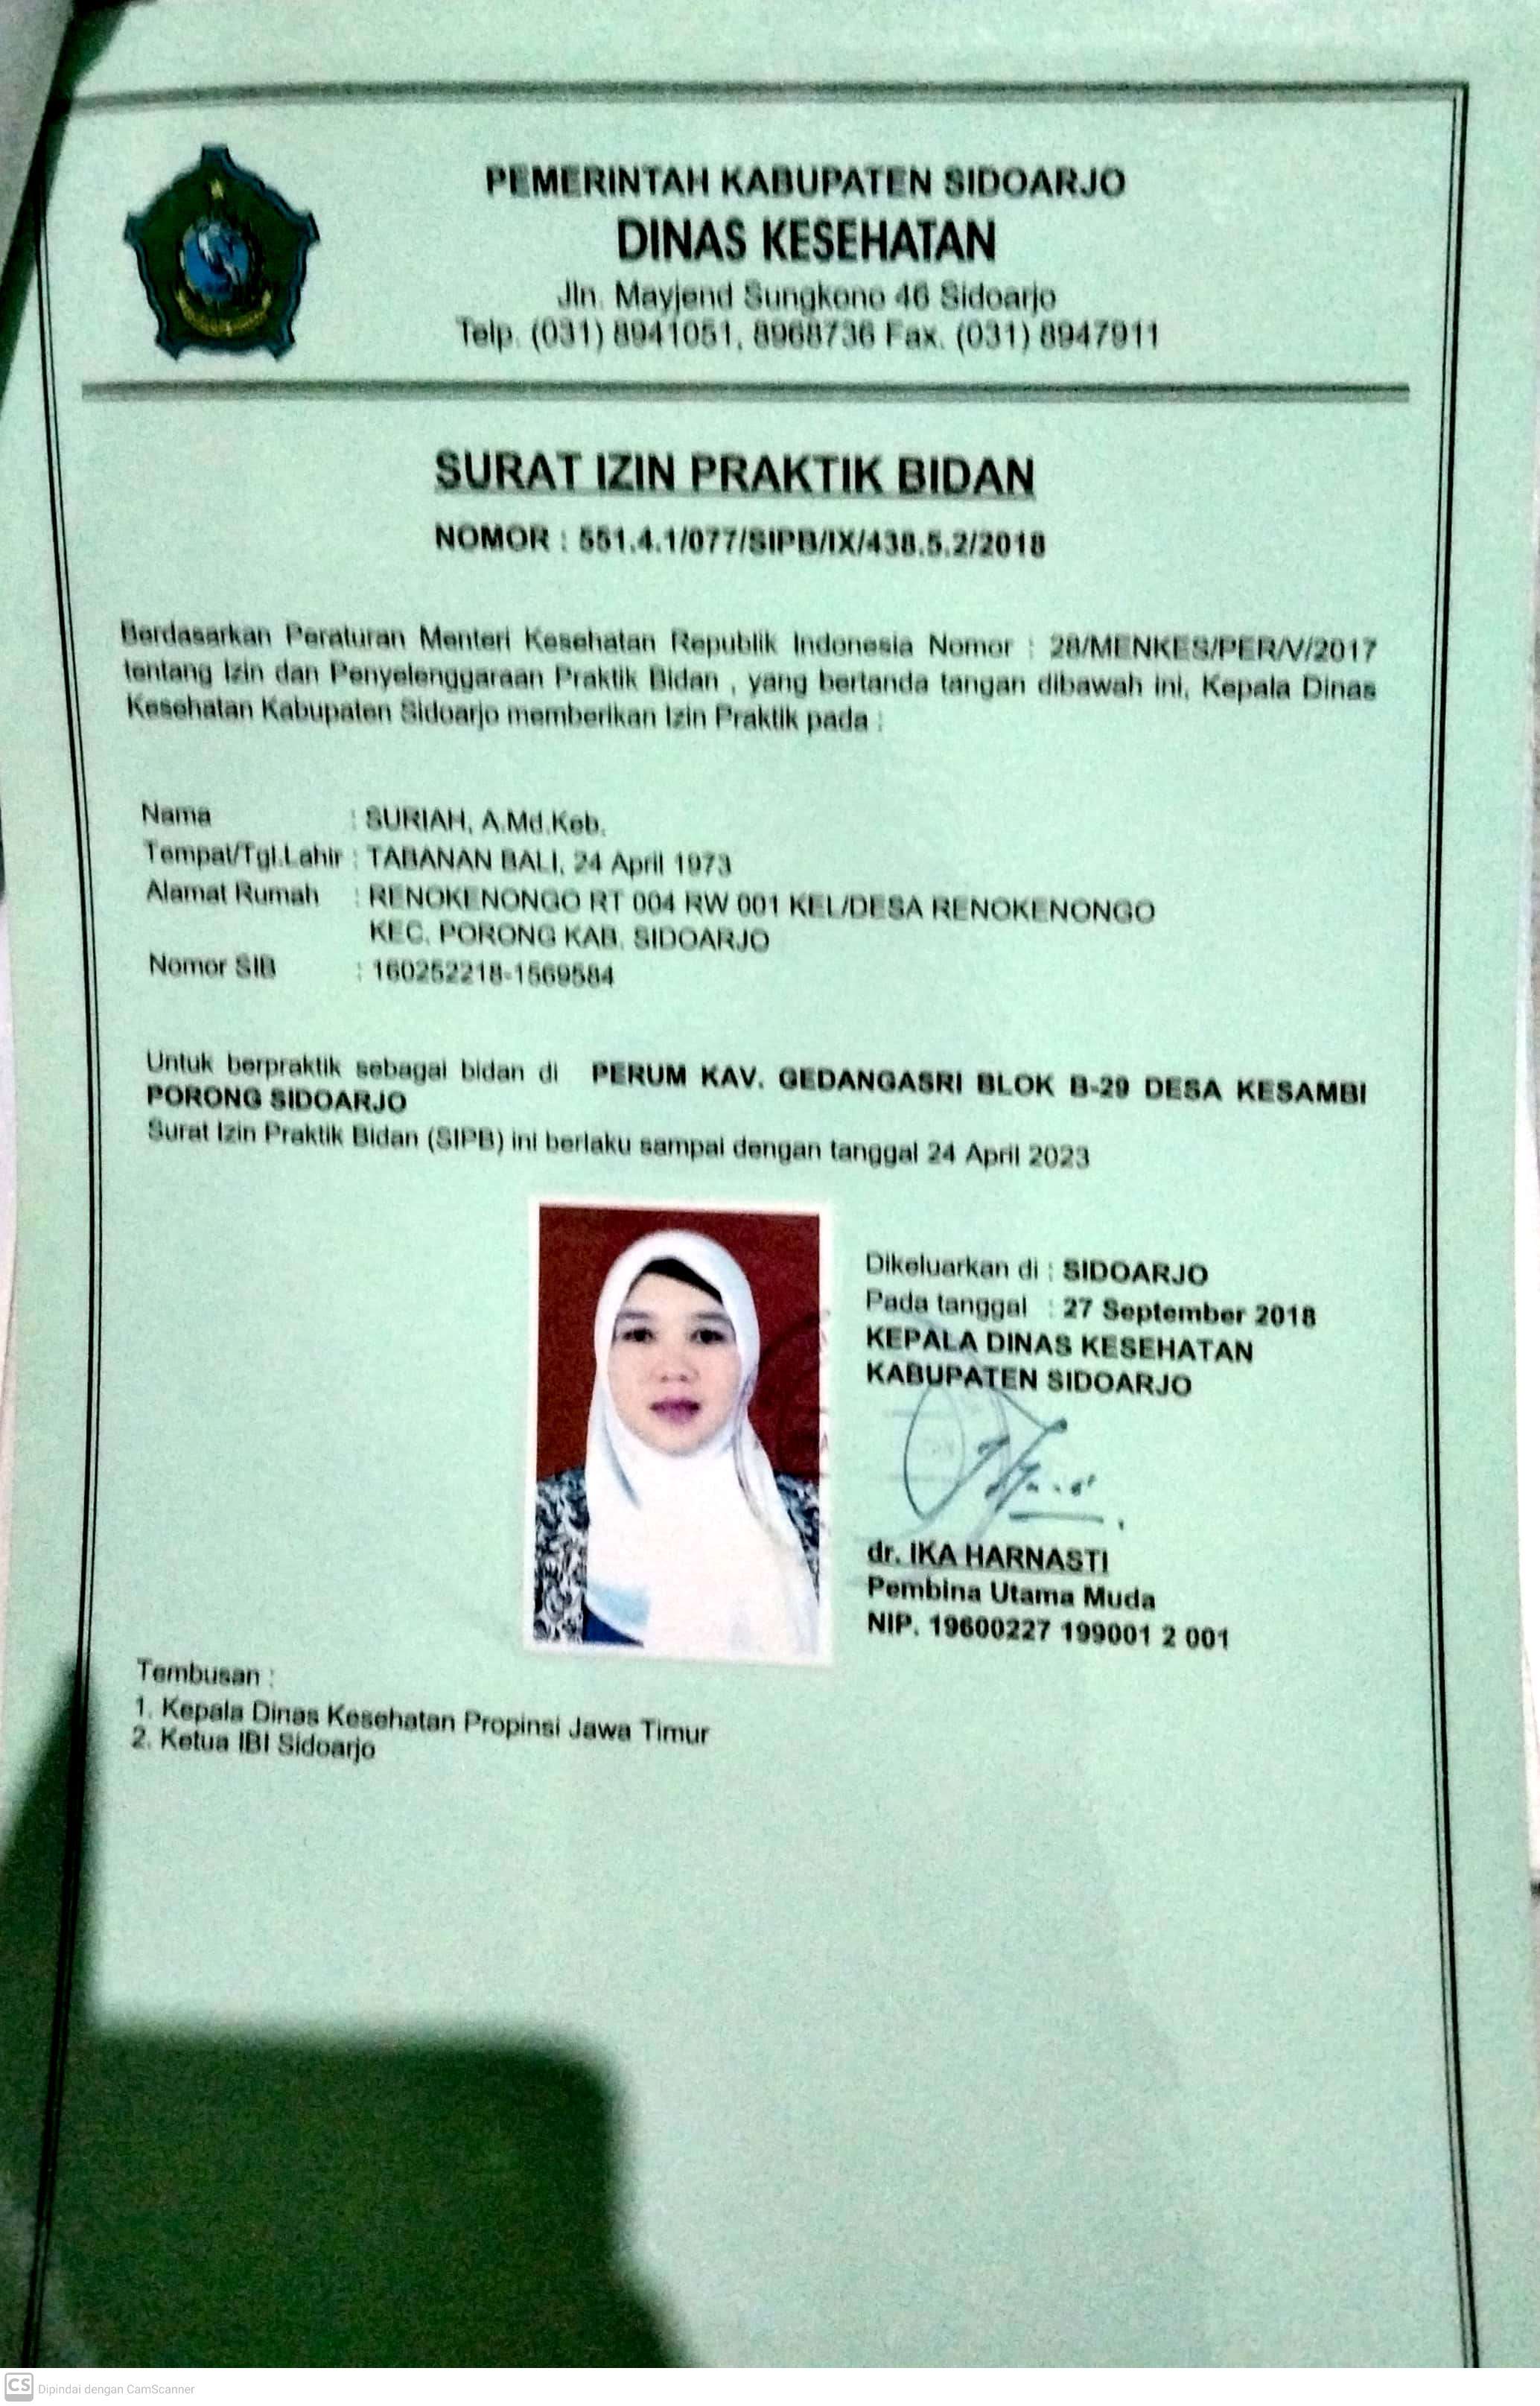 PEMERINTAH KABUPATEN SIDOARJO
DINAS KESEHATAN
Jln. Mayjend Sungkono 46 Sidoarjo
Telp. (031) 8941051, 8968736 Fax. (031) 8947911
SURAT IZIN PRAKTIK BIDAN
NOMOR : 551.4.1/077/SIPB/IX/438.5.2/2018
Berdasarkan Peraturan Menteri Kesehatan Republik Indonesia Nomor : 28/MENKES/PER/V/2017
tentang Izin dan Penyelenggaraan Praktik Bidan , yang bertanda tangan dibawah ini, Kepala Dinas
Kesehatan Kabupaten Sidoarjo memberikan Izin Praktik pada :
Nama : SURIAH, A.Md.Keb.
Tempat/Tgl.Lahir : TABANAN BALI, 24 April 1973
Alamat Rumah : RENOKENONGO RT 004 RW 001 KEL/DESA RENOKENONGO
KEC. PORONG KAB. SIDOARJO
Nomor SIB : 160252218-1569584
Untuk berpraktik sebagai bidan di PERUM KAV. GEDANGASRI BLOK B-29 DESA KESAMBI
PORONG SIDOARJO
Surat Izin Praktik Bidan (SIPB) ini berlaku sampai dengan tanggal 24 April 2023
Dikeluarkan di : SIDOARJO
Pada tanggal : 27 September 2018
KEPALA DINAS KESEHATAN
KABUPATEN SIDOARJO
dr. IKA HARNASTI
Pembina Utama Muda
NIP. 19600227 199001 2 001
Tembusan :
1. Kepala Dinas Kesehatan Propinsi Jawa Timur
2. Ketua IBI Sidoarjo
CS Dipindai dengan CamScanner